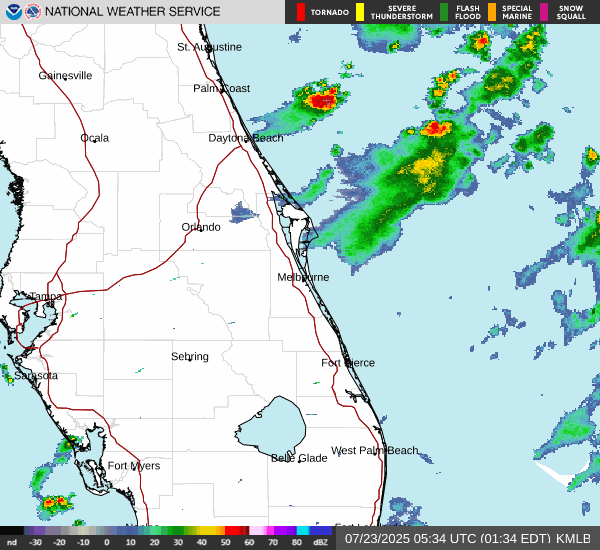 NATIONAL WEATHER SERVICE
TORNADO
SEVERE THUNDERSTORM
FLASH FLOOD
SPECIAL MARINE
SNOW SQUALL
St. Augustine
Gainesville
Palm Coast
Ocala
Daytona Beach
Orlando
Melbourne
Tampa
Sebring
Fort Pierce
Sarasota
West Palm Beach
Belle Glade
Fort Myers
nd -30 -20 -10 0 10 20 30 40 50 60 70 80 dBZ
07/23/2025 05:34 UTC (01:34 EDT) KMLB